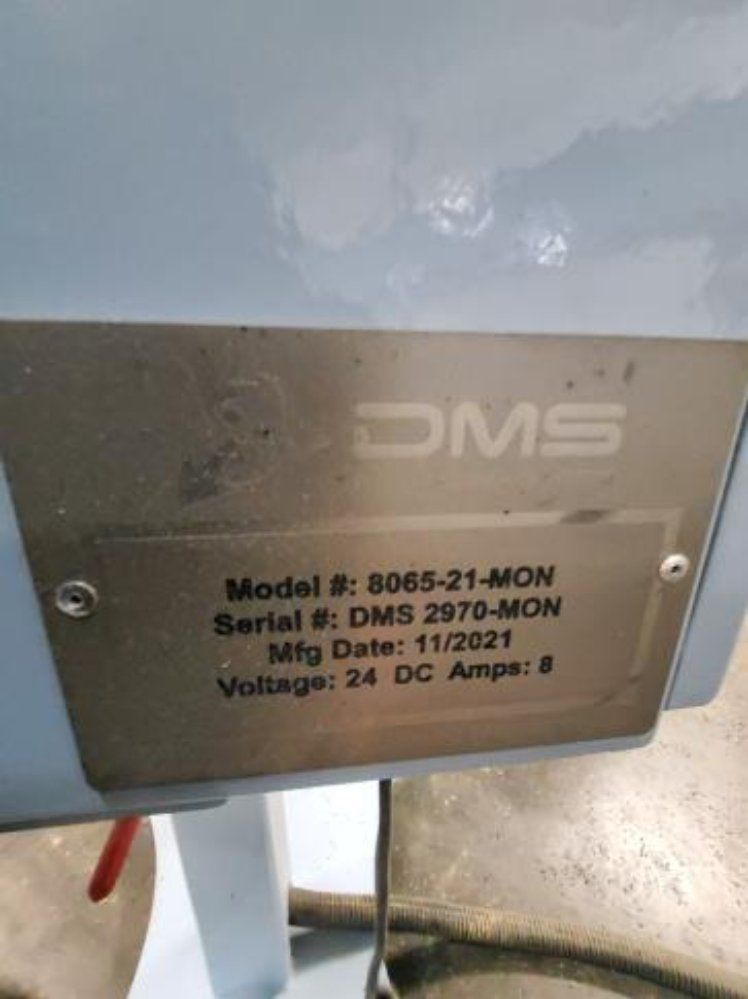 DMS
Model #: 8065-21-MON
Serial #: DMS 2970-MON
Mfg Date: 11/2021
Voltage: 24 DC Amps: 8